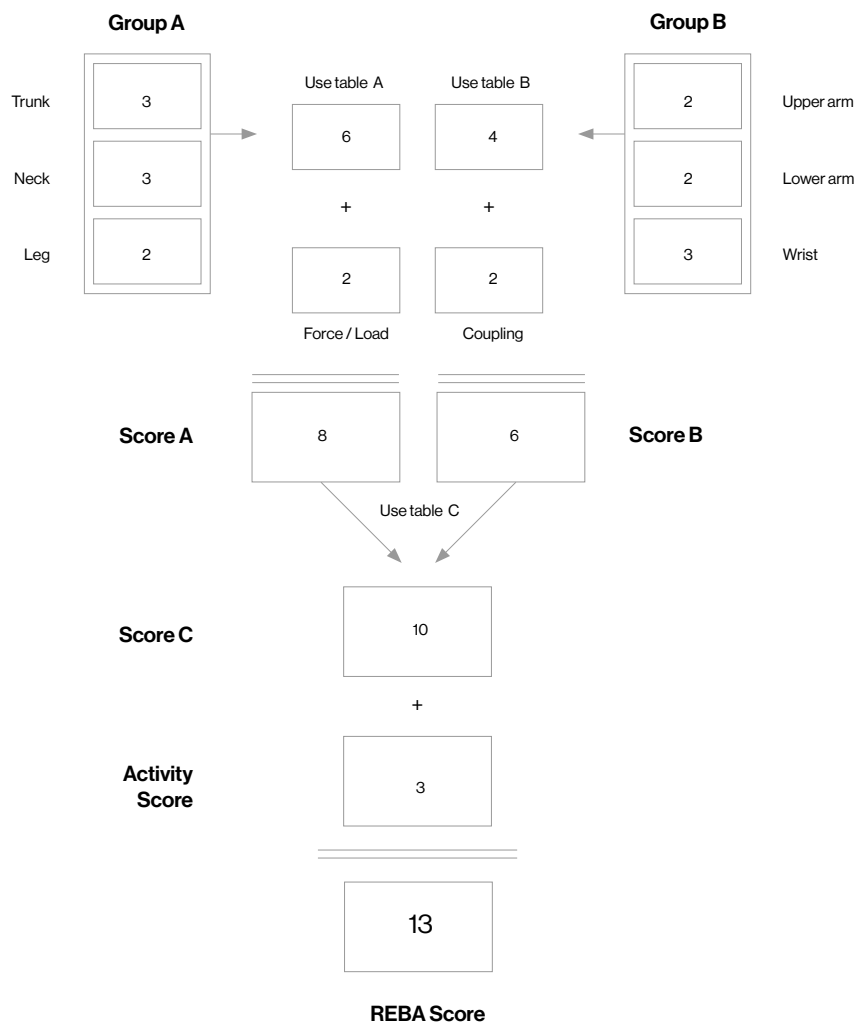 Group A
Group B
Use table A
Use table B
Trunk
3
6
4
2
Upper arm
Neck
3
+
+
2
Lower arm
Leg
2
2
2
3
Wrist
Force / Load
Coupling
Score A
8
6
Score B
Use table C
Score C
10
+
Activity
Score
3
13
REBA Score